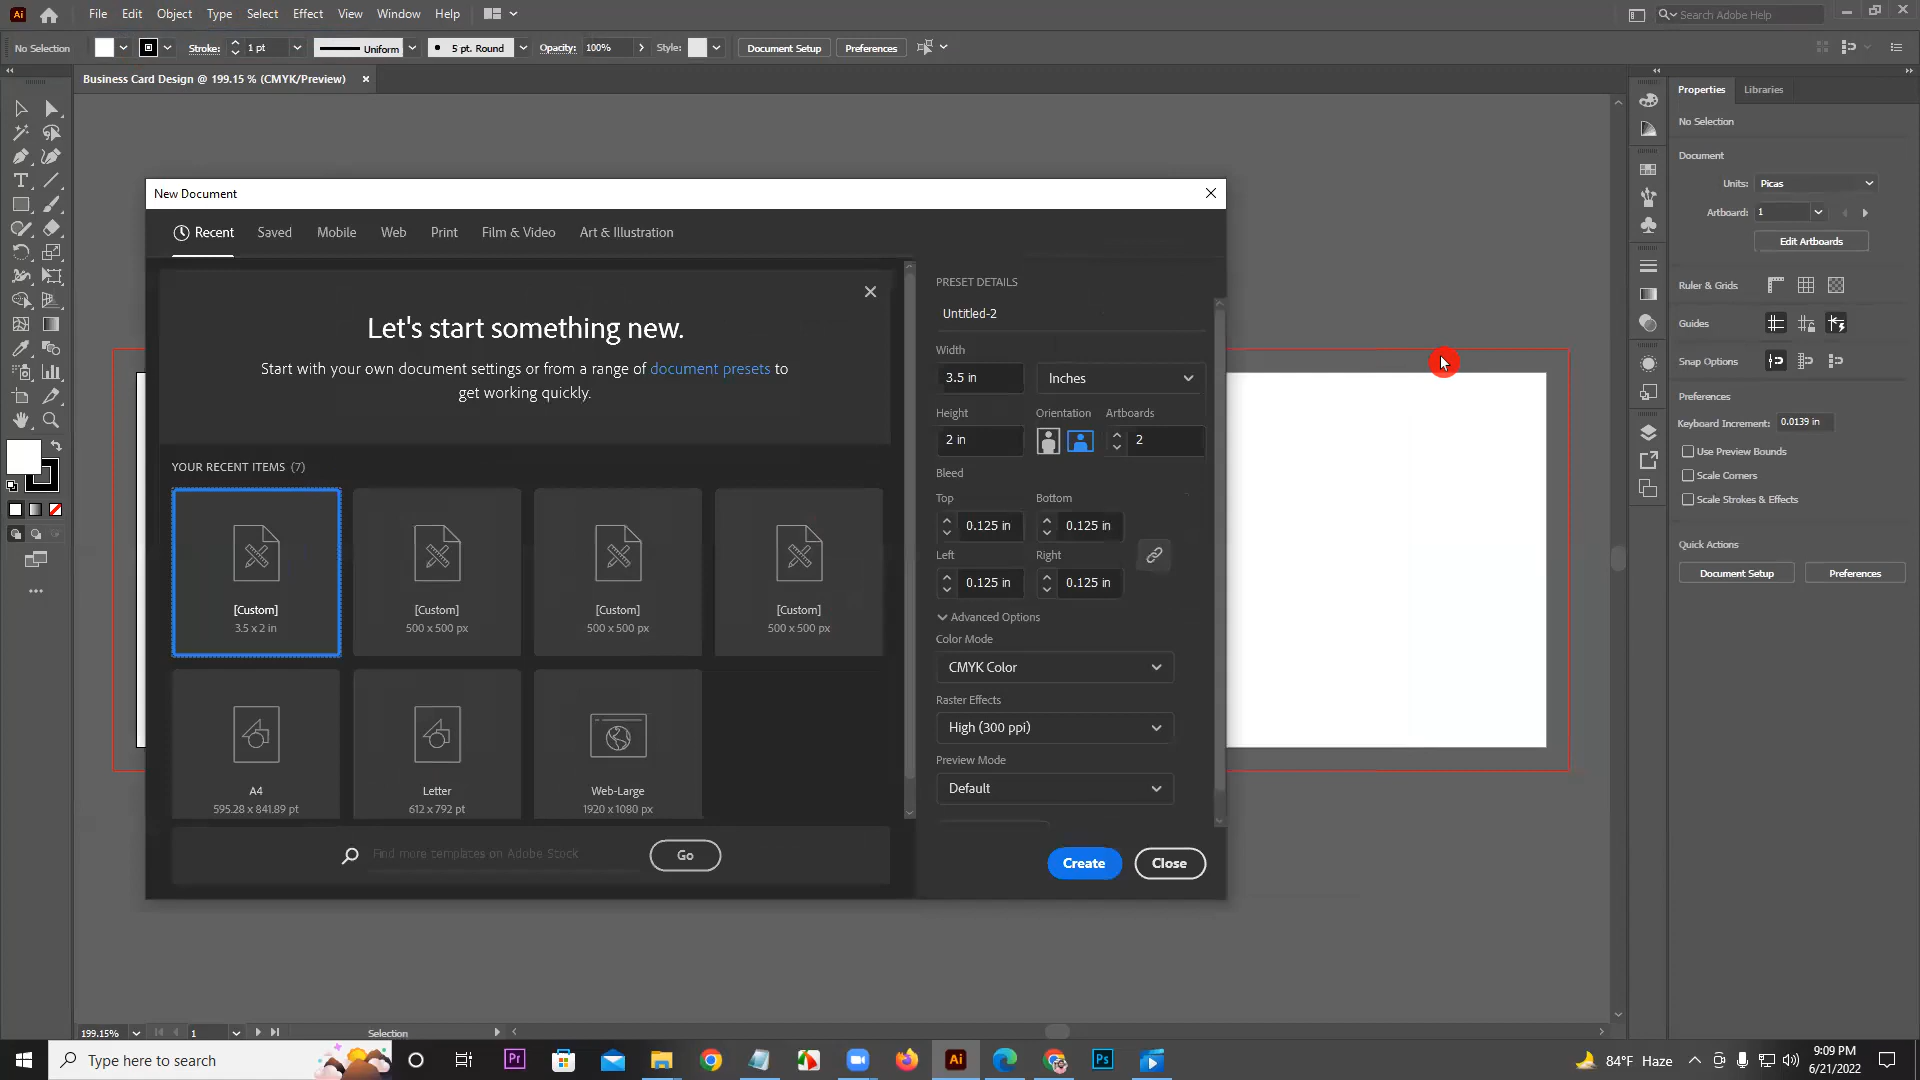 Ai File Edit Object Type Select Effect View Window Help Search Adobe Help
No Selection Stroke: 1 pt Uniform 5 pt. Round Opacity: 100% Style: Document Setup Preferences
Business Card Design @ 199.15 % (CMYK/Preview) ×
New Document
Recent Saved Mobile Web Print Film & Video Art & Illustration
Let's start something new.
Start with your own document settings or from a range of document presets to
get working quickly.
YOUR RECENT ITEMS (7)
[Custom] [Custom] [Custom] [Custom]
3.5 x 2 in 500 x 500 px 500 x 500 px 500 x 500 px
A4 Letter Web-Large
595.28 x 841.89 pt 612 x 792 pt 1920 x 1080 px
Find more templates on Adobe Stock Go
PRESET DETAILS
Untitled-2
Width
3.5 in Inches
Height Orientation Artboards
2 in 2
Bleed
Top Bottom
0.125 in 0.125 in
Left Right
0.125 in 0.125 in
Advanced Options
Color Mode
CMYK Color
Raster Effects
High (300 ppi)
Preview Mode
Default
Create Close
Properties Libraries
No Selection
Document
Units: Picas
Artboard: 1
Edit Artboards
Ruler & Grids
Guides
Snap Options
Preferences
Keyboard Increment: 0.0139 in
Use Preview Bounds
Scale Corners
Scale Strokes & Effects
Quick Actions
Document Setup Preferences
199.15% 1 Selection
Type here to search Pr Ai Ps 84°F Haze 9:09 PM
6/21/2022